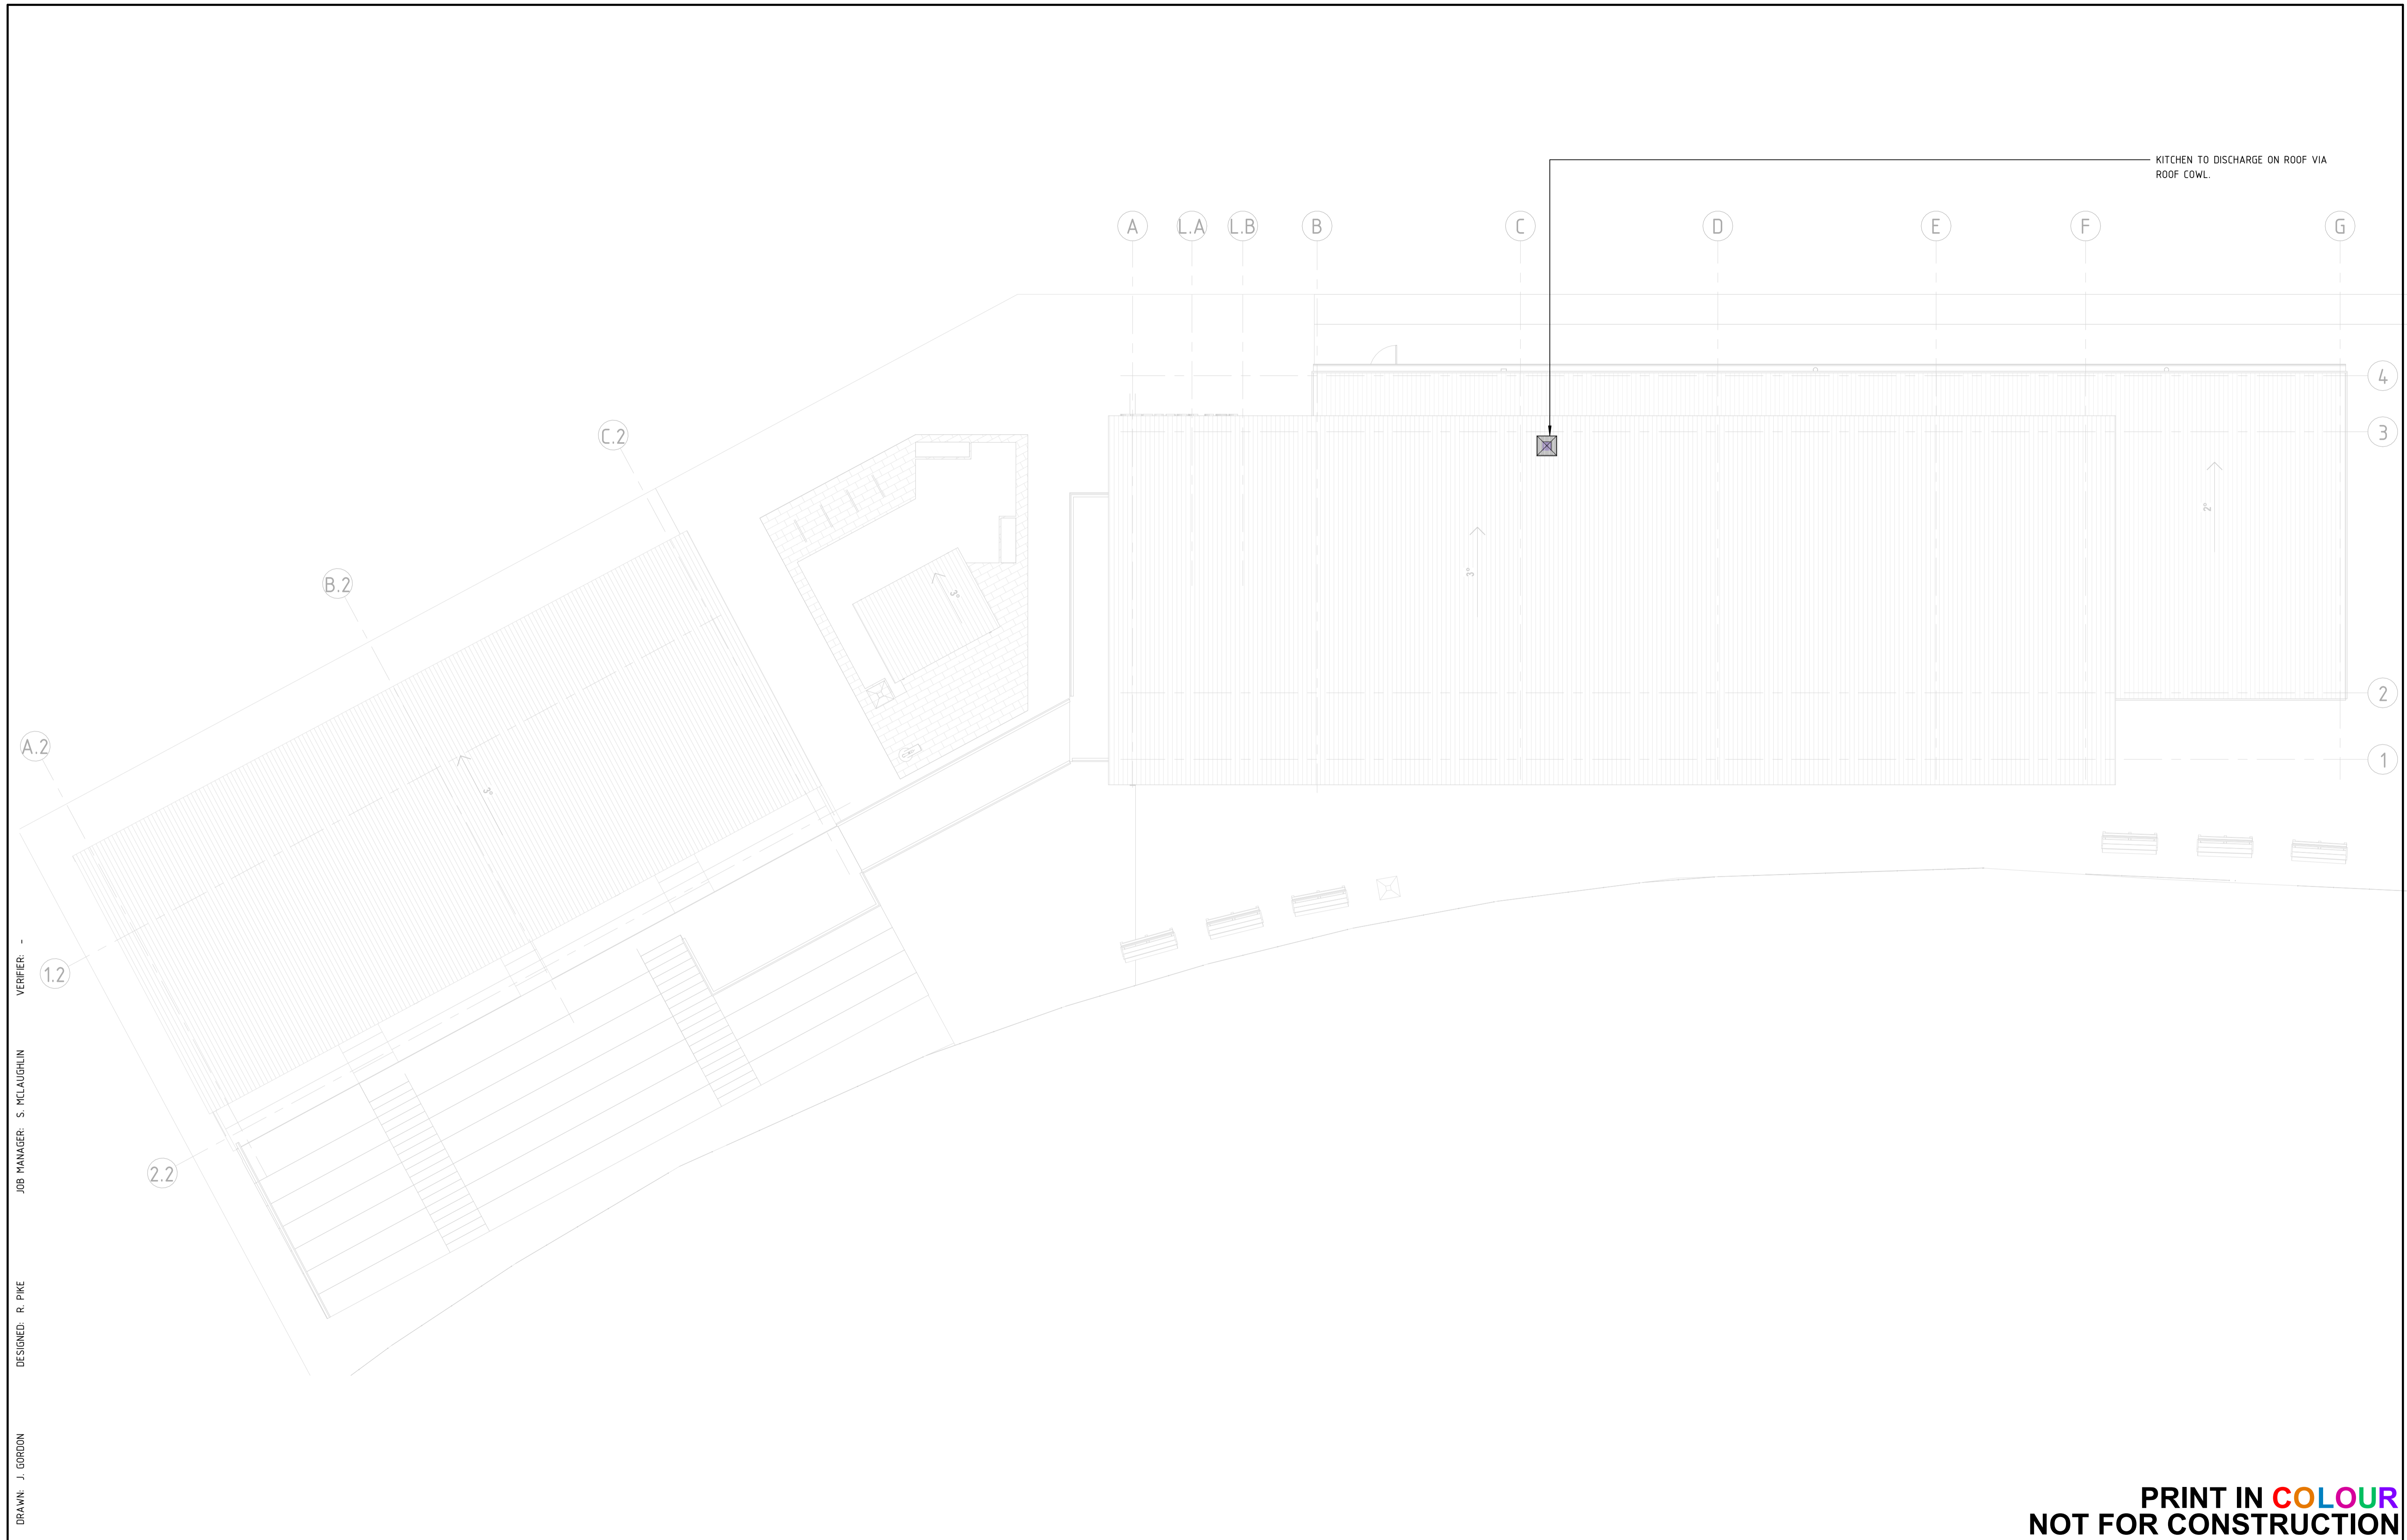 KITCHEN TO DISCHARGE ON ROOF VIA
ROOF COWL.
A
L.A
L.B
B
C
D
E
F
G
4
3
2
1
C.2
B.2
A.2
1.2
2.2
3°
2°
3°
3°
VERIFIER: -
JOB MANAGER: S. MCLAUGHLIN
DESIGNED: R. PIKE
DRAWN: J. GORDON
PRINT IN COLOUR
NOT FOR CONSTRUCTION